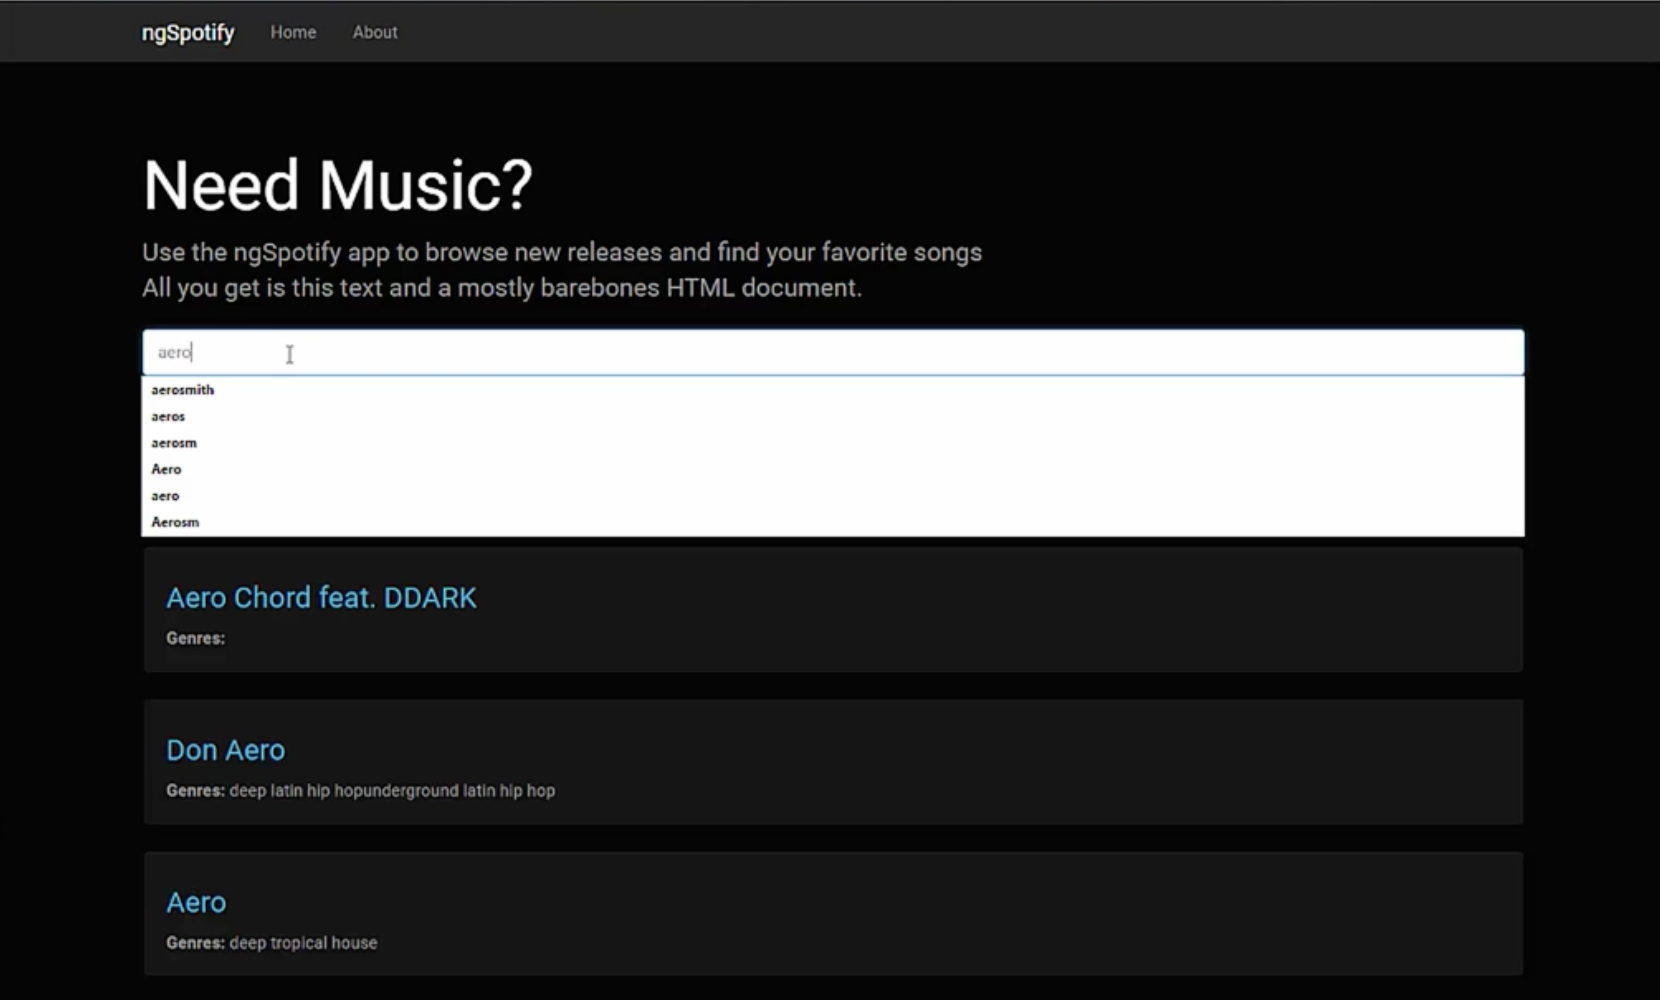 ngSpotify Home About
Need Music?
Use the ngSpotify app to browse new releases and find your favorite songs
All you get is this text and a mostly barebones HTML document.
aero
aerosmith
aeros
aerosm
Aero
aero
Aerosm
Aero Chord feat. DDARK
Genres:
Don Aero
Genres: deep latin hip hopunderground latin hip hop
Aero
Genres: deep tropical house